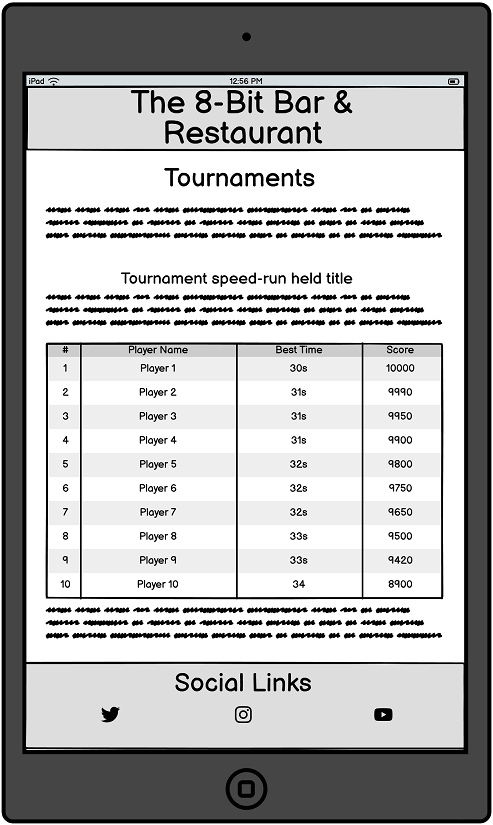 iPad 12:56 PM
The 8-Bit Bar &
Restaurant
Tournaments
Tournament speed-run held title
# Player Name Best Time Score
1 Player 1 30s 10000
2 Player 2 31s 9990
3 Player 3 31s 9950
4 Player 4 31s 9900
5 Player 5 32s 9800
6 Player 6 32s 9750
7 Player 7 32s 9650
8 Player 8 33s 9500
9 Player 9 33s 9420
10 Player 10 34 8900
Social Links